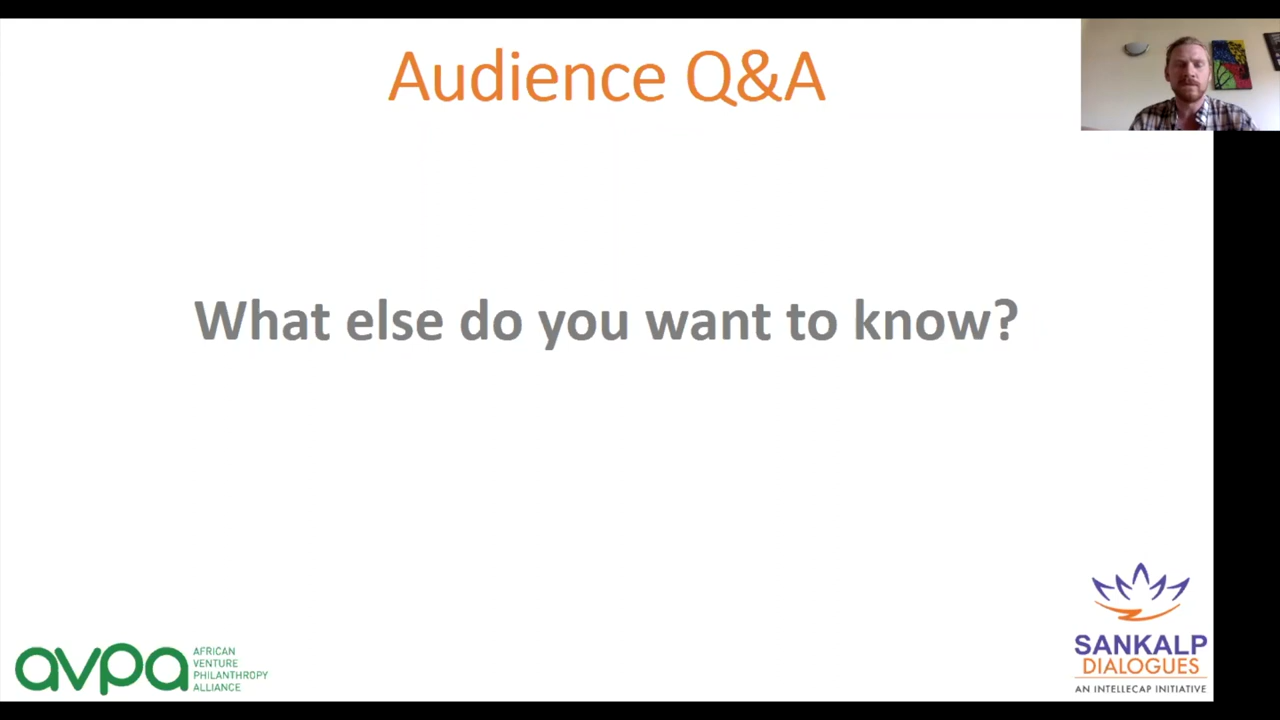 Audience Q&A
What else do you want to know?
avpa
AFRICAN
VENTURE
PHILANTHROPY
ALLIANCE
SANKALP
DIALOGUES
AN INTELLECAP INITIATIVE